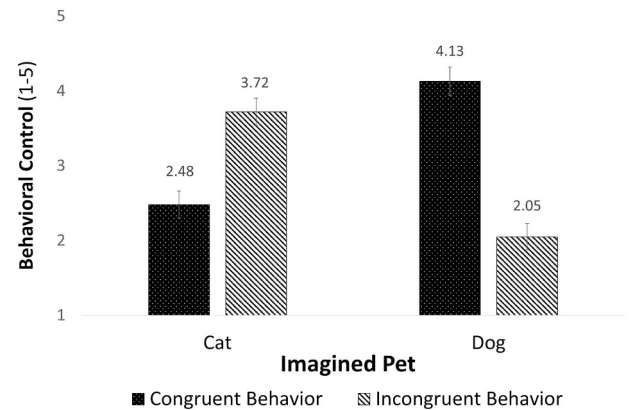 5
4.13
4
3.72
3
2.48
2
2.05
1
Behavioral Control (1-5)
Cat
Dog
Imagined Pet
Congruent Behavior
Incongruent Behavior